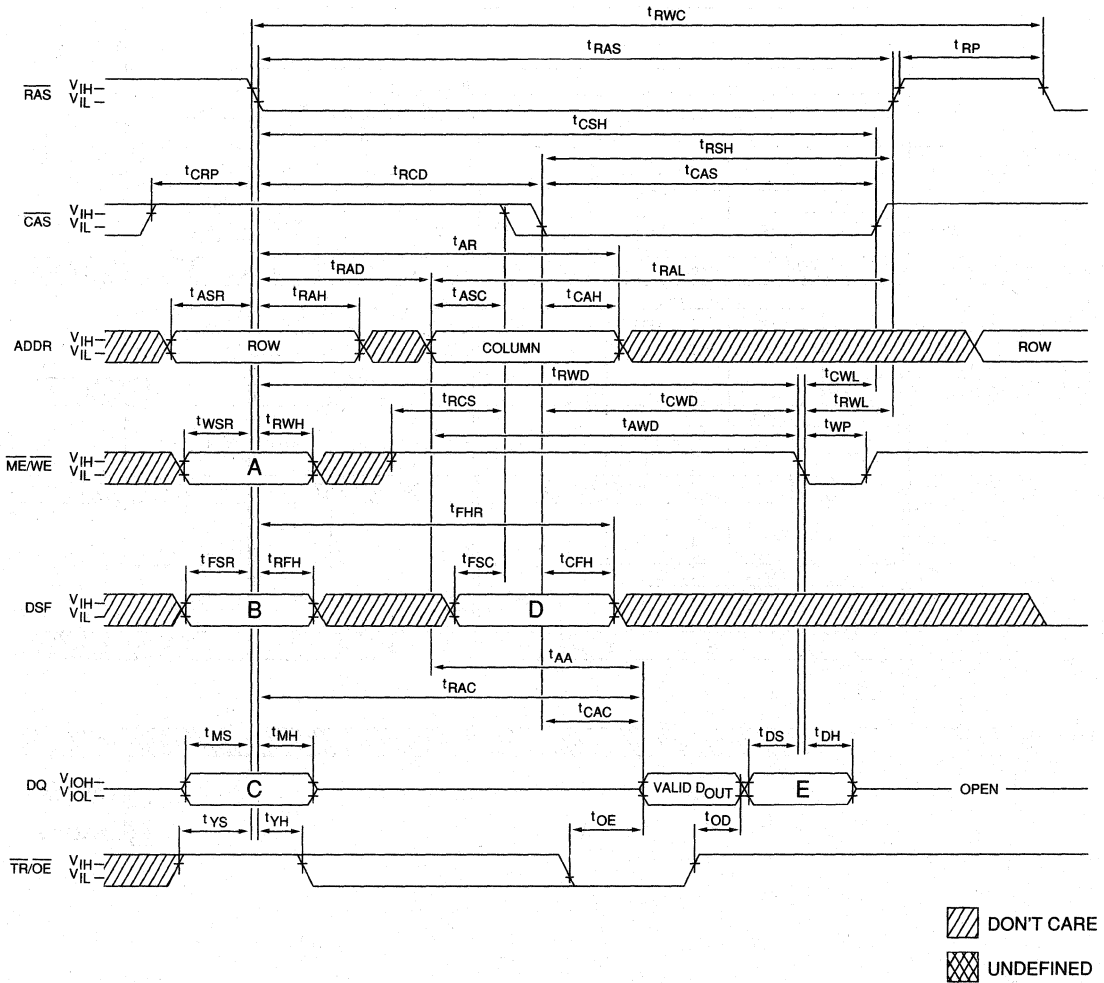 tRWC
tRAS
tRP
RAS VIH VIL
tCSH
tRSH
tCRP tRCD tCAS
CAS VIH VIL
tAR
tRAD tRAL
tASR tRAH tASC tCAH
ADDR VIH VIL ROW COLUMN ROW
tRWD tCWL
tRCS tCWD tRWL
tWSR tRWH tAWD tWP
ME/WE VIH VIL A
tFHR
tFSR tRFH tFSC tCFH
DSF VIH VIL B D
tAA
tRAC
tCAC
tMS tMH tDS tDH
DQ VIOH VIOL C VALID DOUT E OPEN
tYS tYH tOE tOD
TR/OE VIH VIL
DON'T CARE
UNDEFINED